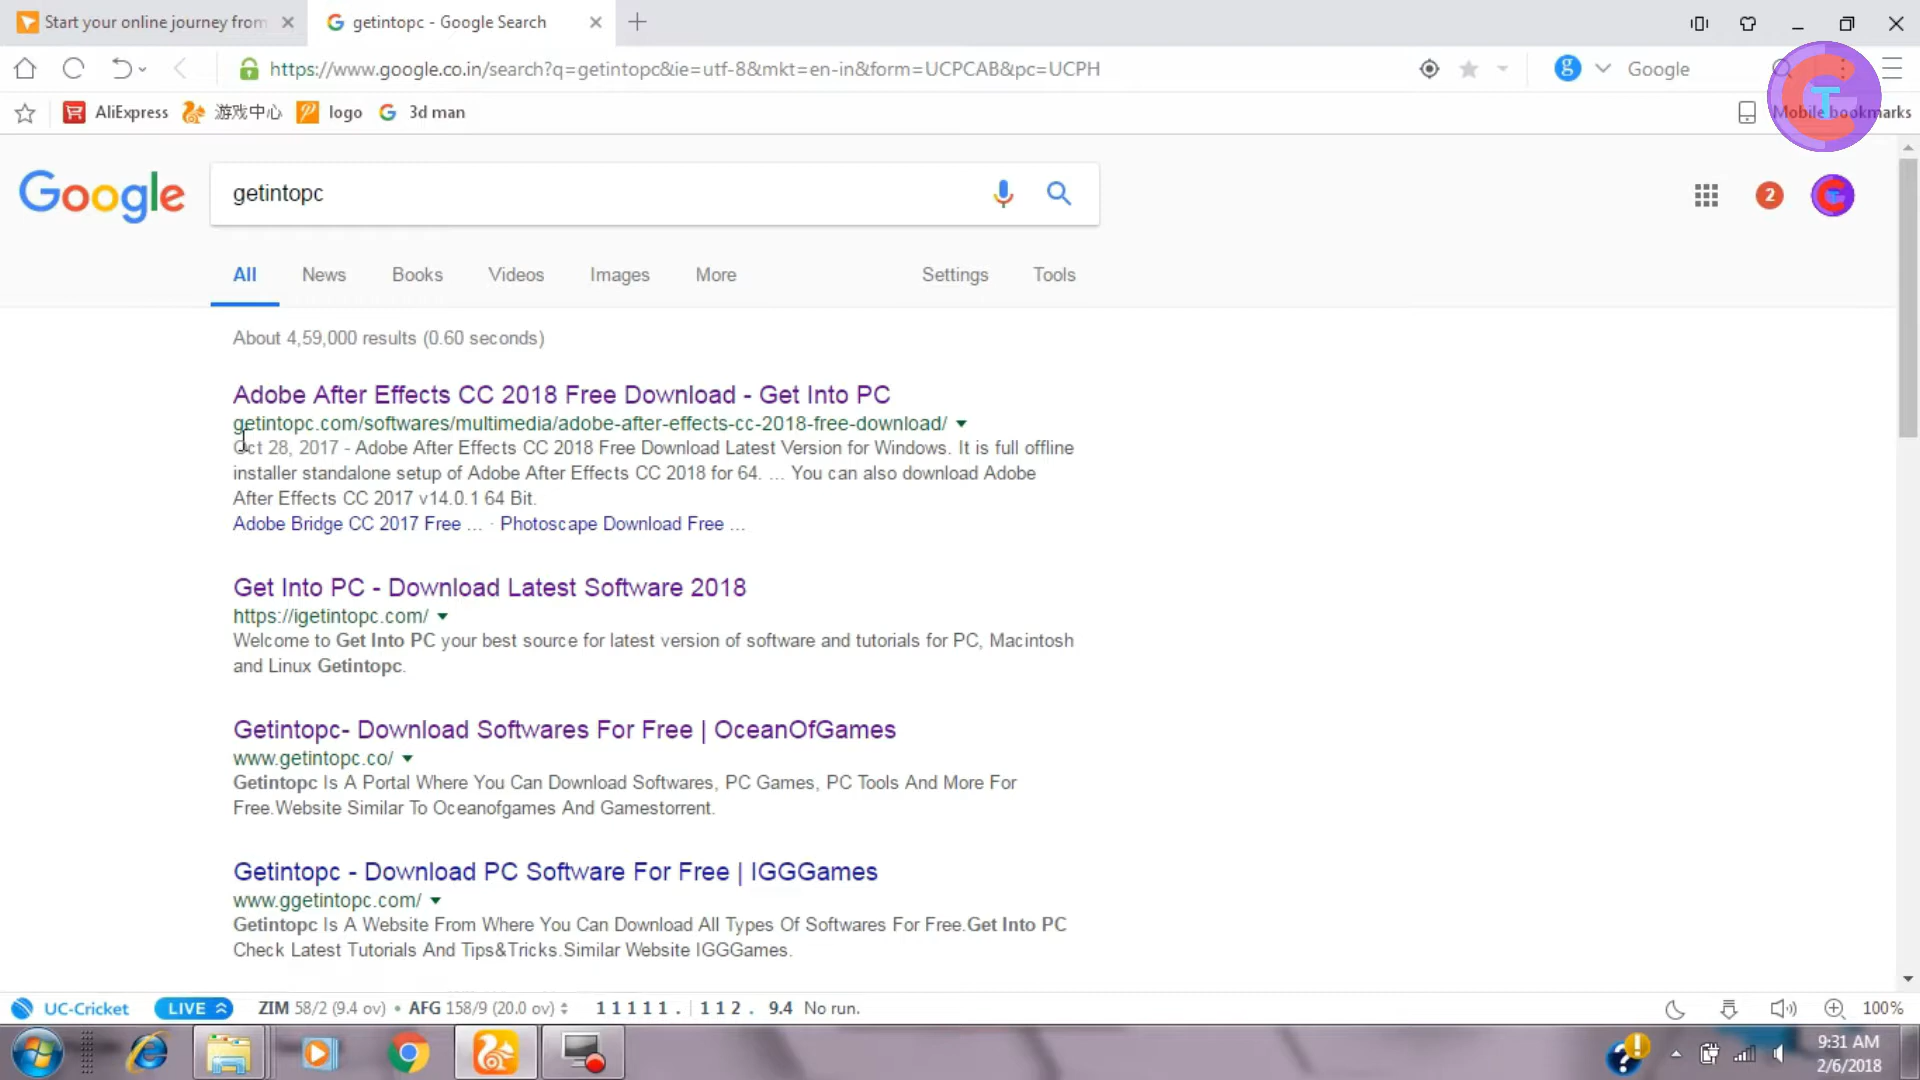 Start your online journey from
getintopc - Google Search
https://www.google.co.in/search?q=getintopc&ie=utf-8&mkt=en-in&form=UCPCAB&pc=UCPH
g
Google
AliExpress
游戏中心
logo
3d man
Mobile bookmarks
Google
getintopc
2
All
News
Books
Videos
Images
More
Settings
Tools
About 4,59,000 results (0.60 seconds)
Adobe After Effects CC 2018 Free Download - Get Into PC
getintopc.com/softwares/multimedia/adobe-after-effects-cc-2018-free-download/
Oct 28, 2017 - Adobe After Effects CC 2018 Free Download Latest Version for Windows. It is full offline
installer standalone setup of Adobe After Effects CC 2018 for 64. ... You can also download Adobe
After Effects CC 2017 v14.0.1 64 Bit.
Adobe Bridge CC 2017 Free ... · Photoscape Download Free ...
Get Into PC - Download Latest Software 2018
https://igetintopc.com/
Welcome to Get Into PC your best source for latest version of software and tutorials for PC, Macintosh
and Linux Getintopc.
Getintopc- Download Softwares For Free | OceanOfGames
www.getintopc.co/
Getintopc Is A Portal Where You Can Download Softwares, PC Games, PC Tools And More For
Free.Website Similar To Oceanofgames And Gamestorrent.
Getintopc - Download PC Software For Free | IGGGames
www.ggetintopc.com/
Getintopc Is A Website From Where You Can Download All Types Of Softwares For Free.Get Into PC
Check Latest Tutorials And Tips&Tricks.Similar Website IGGGames.
UC-Cricket
LIVE
ZIM 58/2 (9.4 ov) • AFG 158/9 (20.0 ov)
1 1 1 1 1 . | 1 1 2 . 9.4 No run.
100%
9:31 AM
2/6/2018